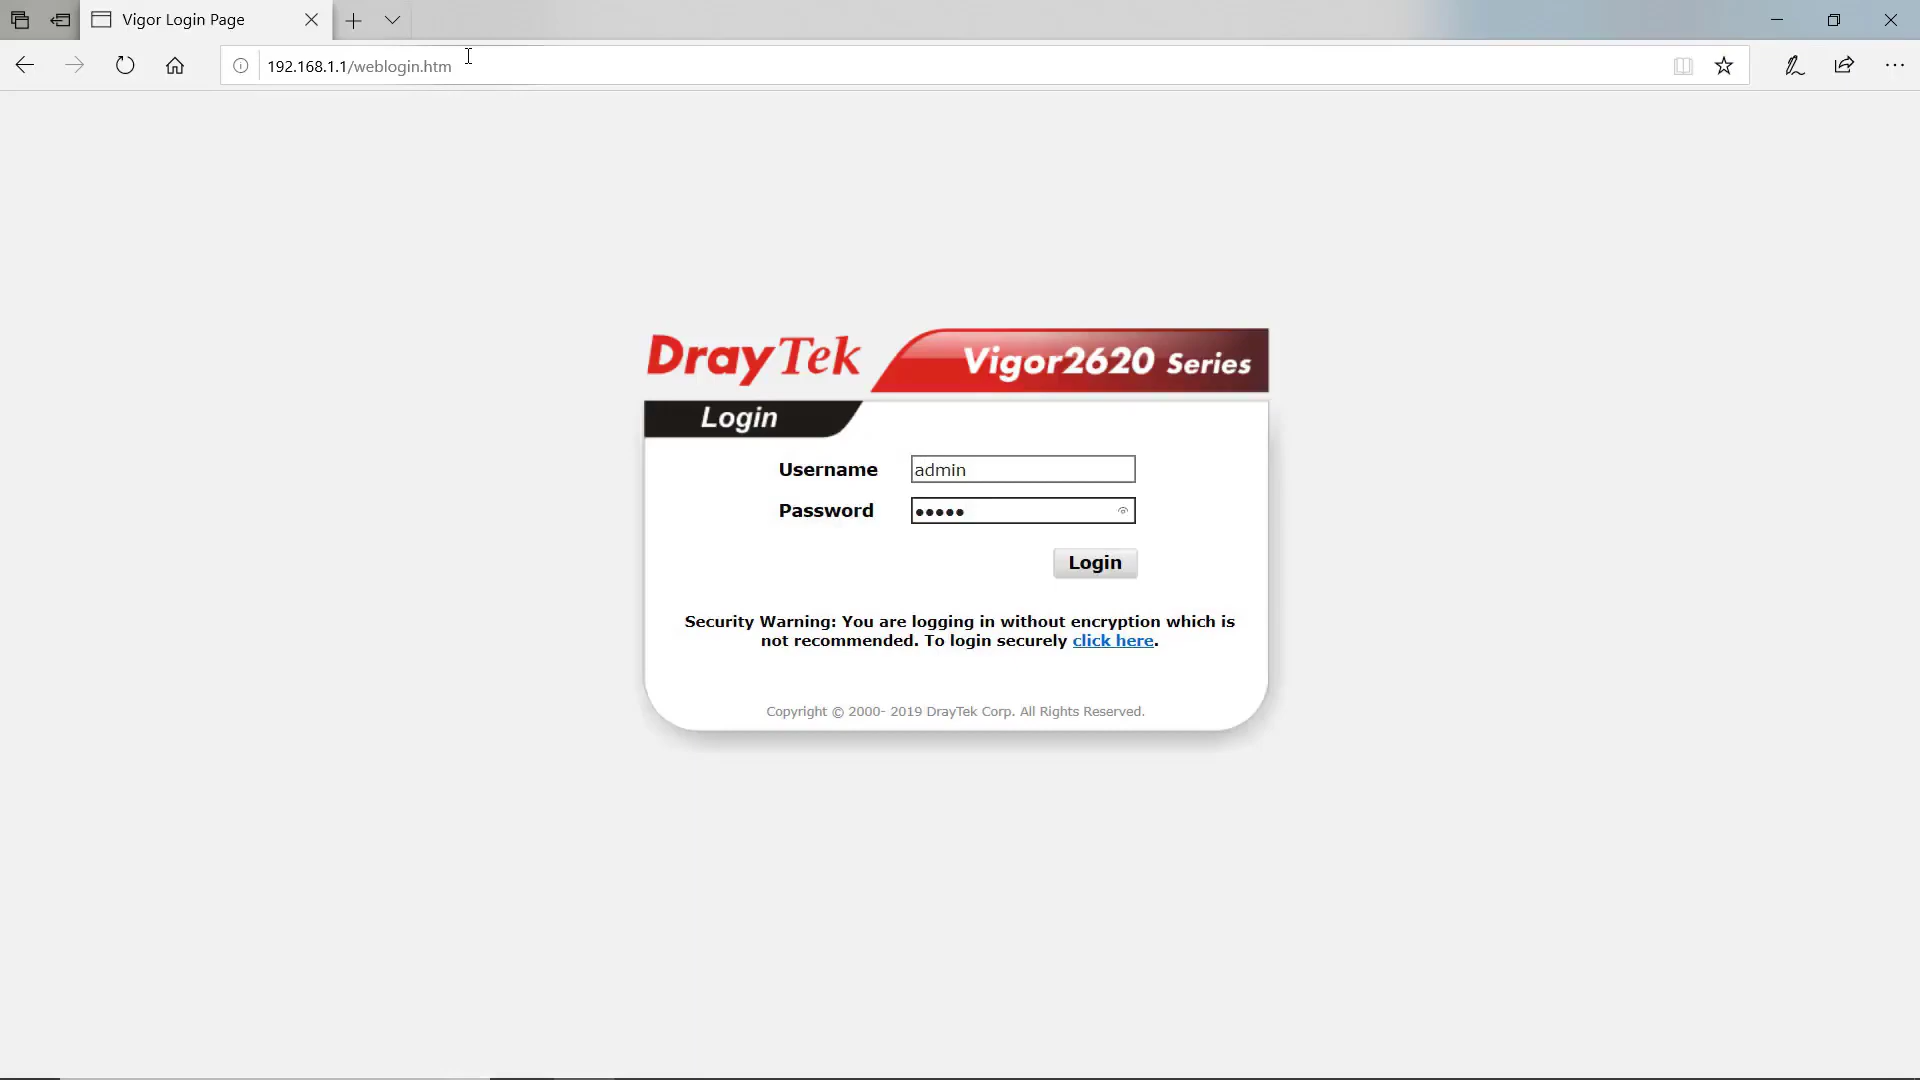 Vigor Login Page
192.168.1.1/weblogin.htm
DrayTek
Vigor2620 Series
Login
Username
admin
Password
•••••
Login
Security Warning: You are logging in without encryption which is
not recommended. To login securely click here.
Copyright © 2000- 2019 DrayTek Corp. All Rights Reserved.